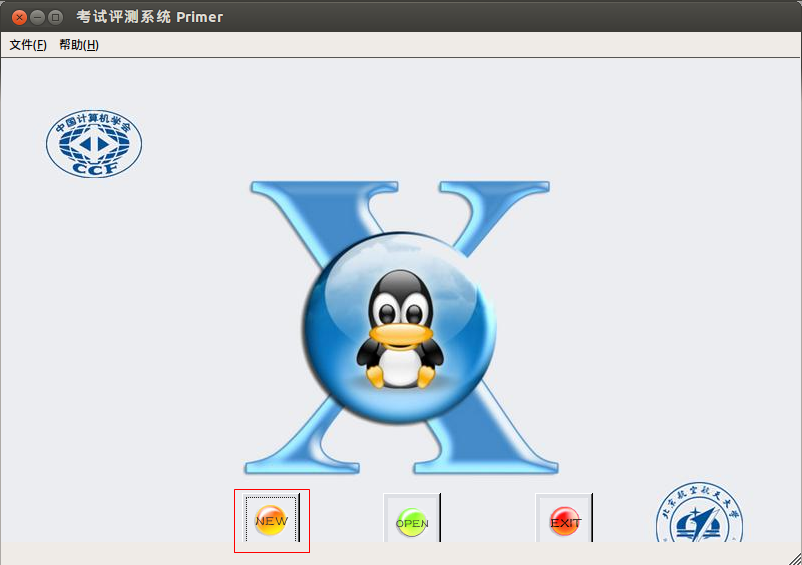 考试评测系统 Primer
文件(F) 帮助(H)
中国计算机学会
CCF
X
NEW
OPEN
EXIT
北京航空航天大学